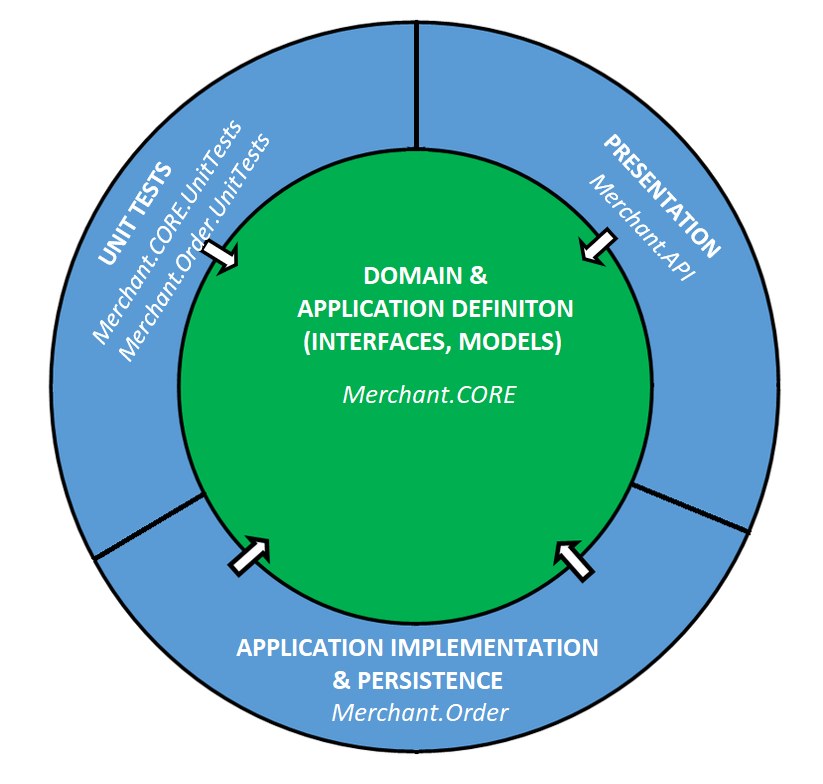 UNIT TESTS
Merchant.CORE.UnitTests
Merchant.Order.UnitTests
PRESENTATION
Merchant.API
DOMAIN &
APPLICATION DEFINITON
(INTERFACES, MODELS)
Merchant.CORE
APPLICATION IMPLEMENTATION
& PERSISTENCE
Merchant.Order